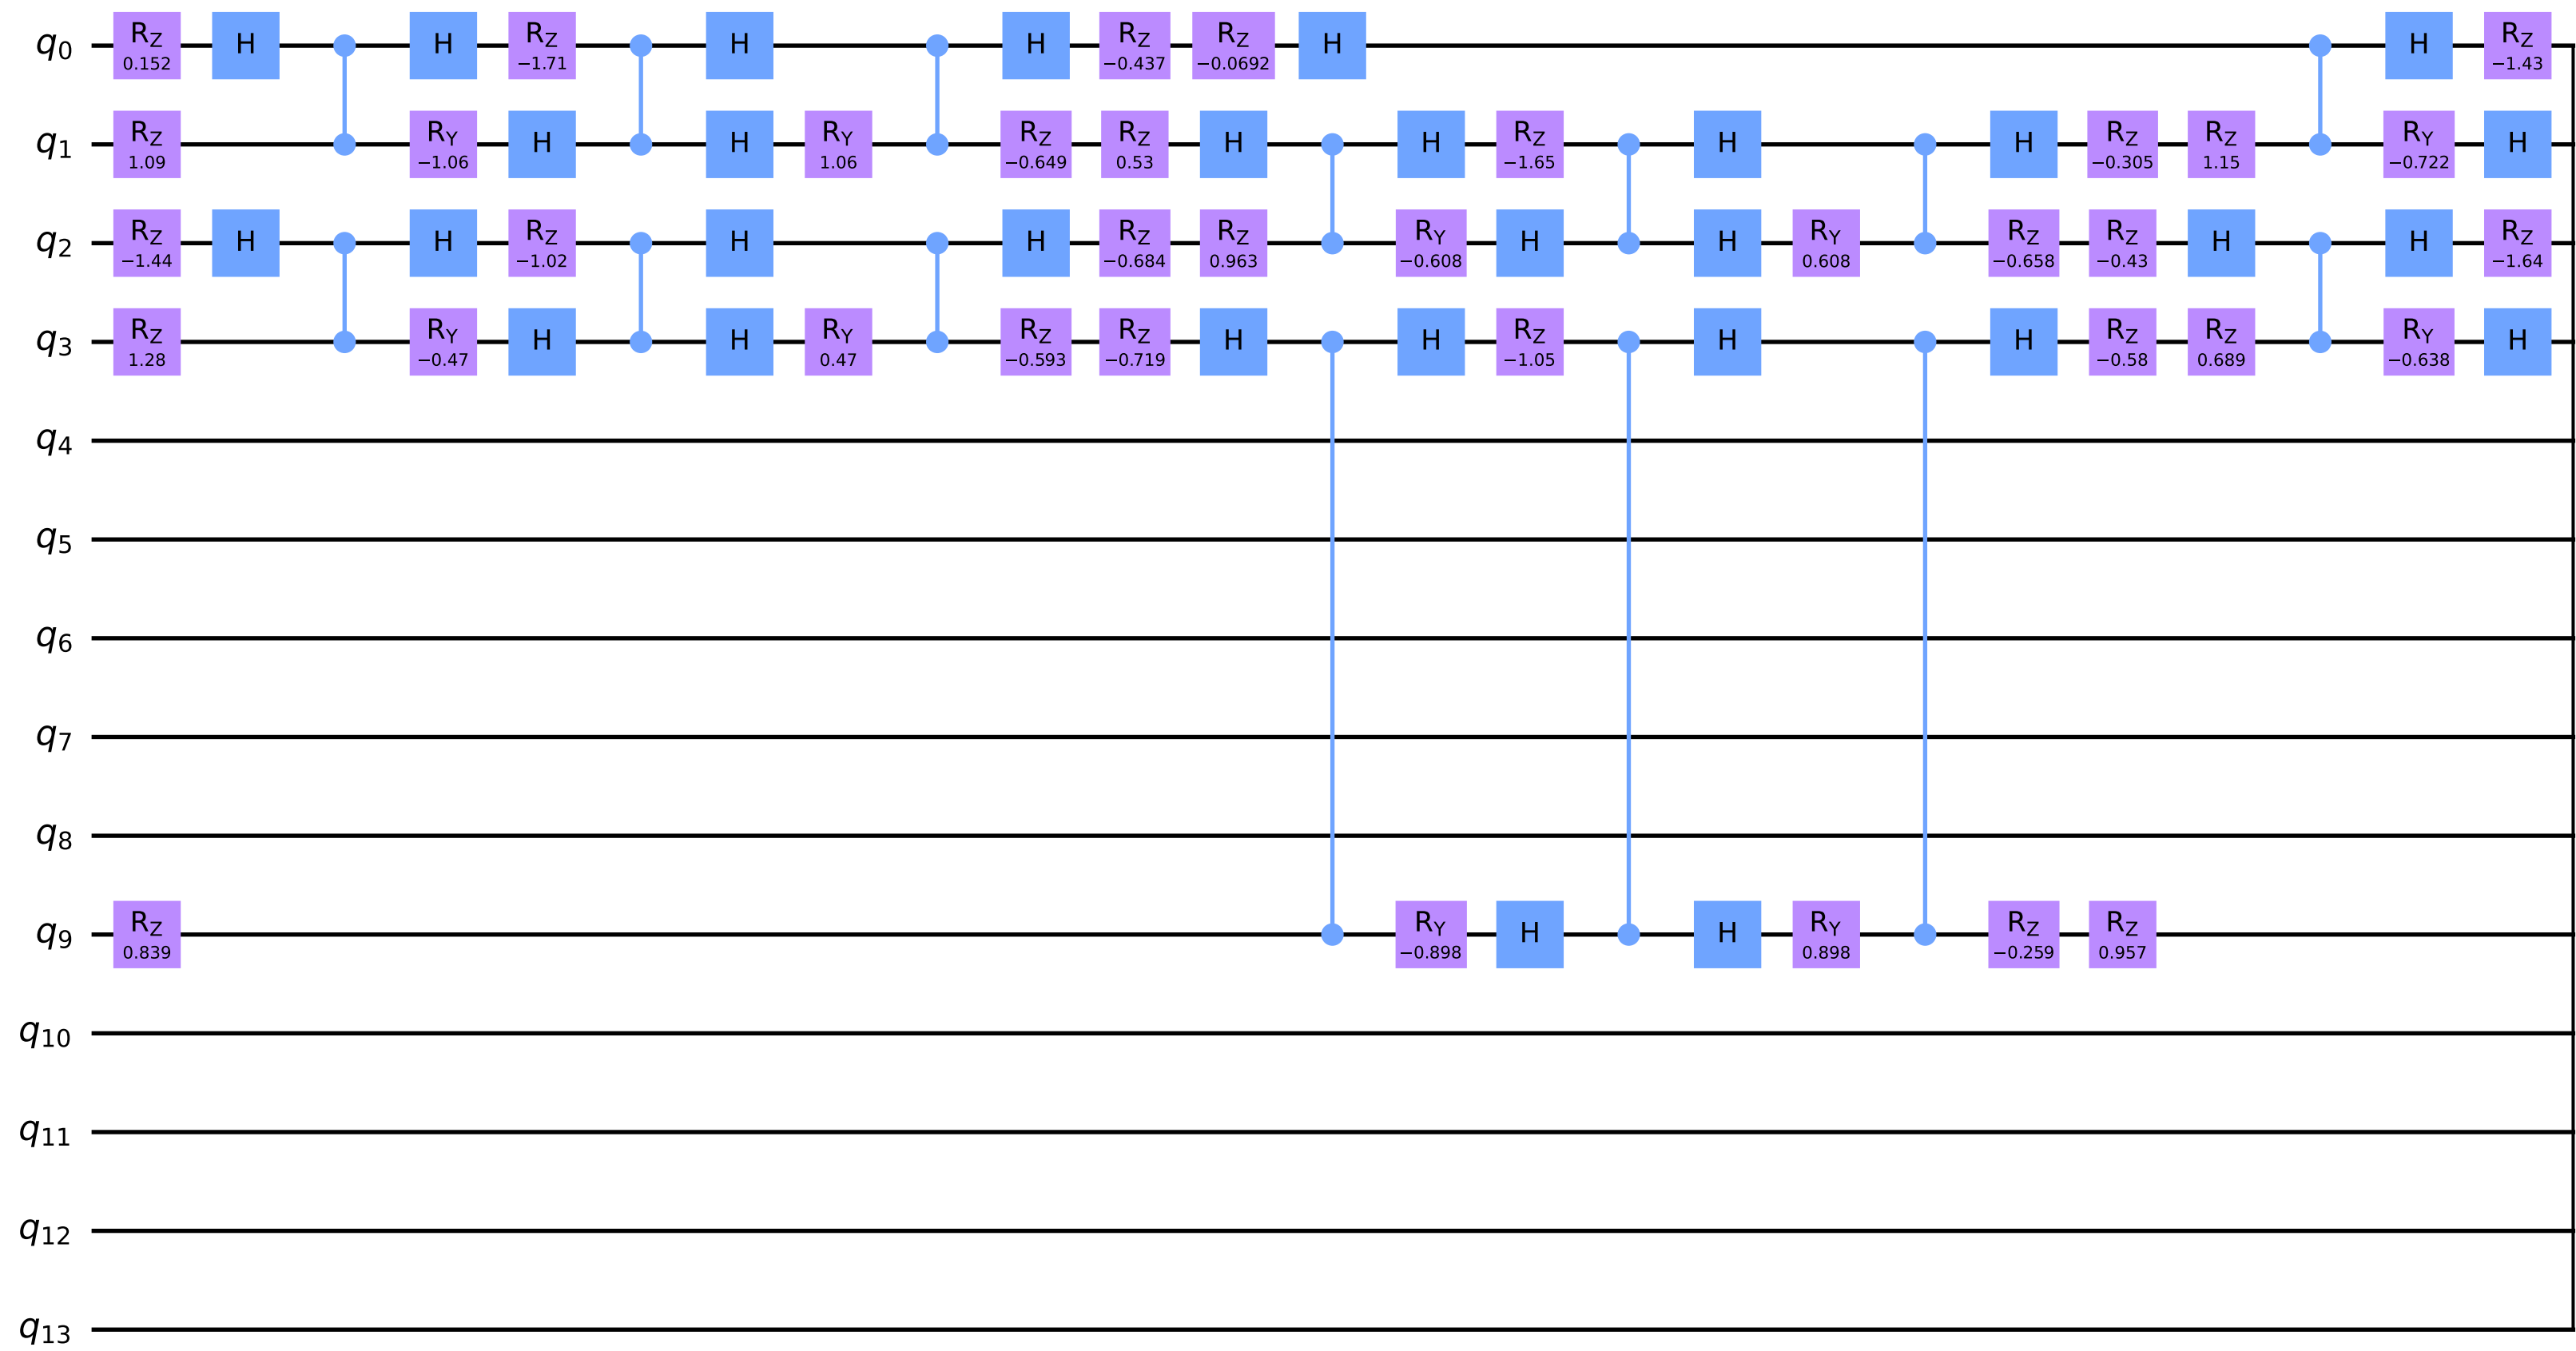 q0 RZ 0.152 H H RZ −1.71 H H RZ −0.437 RZ −0.0692 H H RZ −1.43
q1 RZ 1.09 RY −1.06 H H RY 1.06 RZ −0.649 RZ 0.53 H H RZ −1.65 H H RZ −0.305 RZ 1.15 RY −0.722 H
q2 RZ −1.44 H H RZ −1.02 H H RZ −0.684 RZ 0.963 RY −0.608 H H RY 0.608 RZ −0.658 RZ −0.43 H H RZ −1.64
q3 RZ 1.28 RY −0.47 H H RY 0.47 RZ −0.593 RZ −0.719 H H RZ −1.05 H H RZ −0.58 RZ 0.689 RY −0.638 H
q4
q5
q6
q7
q8
q9 RZ 0.839 RY −0.898 H H RY 0.898 RZ −0.259 RZ 0.957
q10
q11
q12
q13